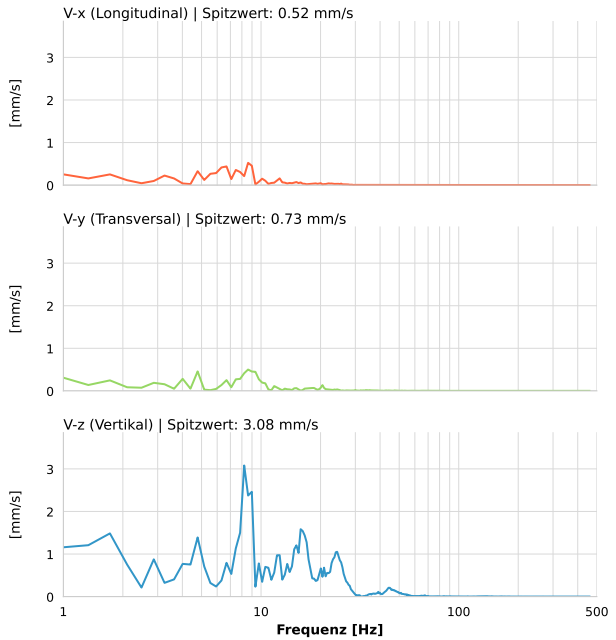 V-x (Longitudinal) | Spitzwert: 0.52 mm/s
3
2
1
0
[mm/s]
V-y (Transversal) | Spitzwert: 0.73 mm/s
3
2
1
0
[mm/s]
V-z (Vertikal) | Spitzwert: 3.08 mm/s
3
2
1
0
[mm/s]
1 10 100 500
Frequenz [Hz]